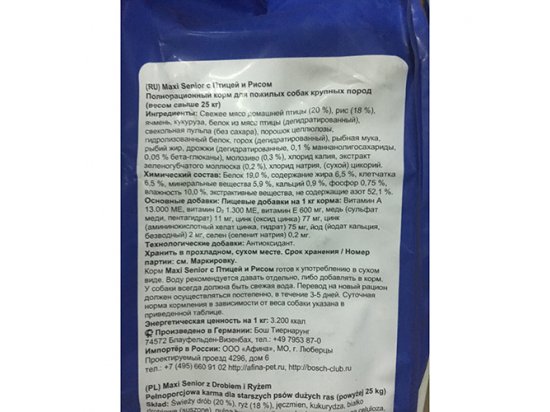 (RU) Maxi Senior с Птицей и Рисом
Полнорационный корм для пожилых собак крупных пород
(весом свыше 25 кг)
Ингредиенты: Свежее мясо домашней птицы (20 %), рис (18 %),
ячмень, кукуруза, белок из мяса птицы (дегидратированный),
свекольная пульпа (без сахара), порошок целлюлозы,
гидролизованный белок, горох (дегидратированный), рыбная мука,
рыбий жир, дрожжи (дегидратированные, 0,1 % маннанолигосахариды,
0,05 % бета-глюканы), молозиво (0,3 %), хлорид калия, экстракт
зеленогубчатого моллюска (0,2 %), хлорид натрия, (сухой) цикорий.
Химический состав: Белок 19,0 %, содержание жира 6,5 %, клетчатка
6,5 %, минеральные вещества 5,9 %, кальций 0,9 %, фосфор 0,75 %,
влажность 10,0 %, экстрактивные вещества, не содержащие азот 52,1 %.
Основные добавки: Пищевые добавки на 1 кг корма: Витамин А
13.000 МЕ, витамин D₃ 1.300 МЕ, витамин Е 600 мг, медь (сульфат
меди, пентагидрат) 11 мг, цинк (оксид цинка) 77 мг, цинк
(аминокислотный хелат цинка, гидрат) 75 мг, йод (йодат кальция,
безводный) 2 мг, селен (селенит натрия) 0,2 мг.
Технологические добавки: Антиоксидант.
Хранить в прохладном, сухом месте. Срок хранения / Номер
партии: см. Маркировку.
Корм Maxi Senior с Птицей и Рисом готов к употреблению в сухом
виде. Воду рекомендуется давать отдельно, либо добавлять в корм.
У собаки всегда должна быть свежая вода. Перевод на новый рацион
должен осуществляться постепенно, в течение 3-5 дней. Суточная
норма кормления в зависимости от веса собаки указана в
приведенной таблице.
Энергетическая ценность на 1 кг: 3.200 ккал
Произведено в Германии: Бош Тиернарунг
74572 Блауфельден-Визенбах, тел.: +49 7953 87-0
Импортёр в России: ООО «Афина», МО, г. Люберцы
Проектируемый проезд 4296, дом 6
тел.: +7 (495) 660 91 02 http://afina-pet.ru, http://bosch-club.ru
(PL) Maxi Senior z Drobiem i Ryżem
Pełnoporcjowa karma dla starszych psów dużych ras (powyżej 25 kg)
Skład: Świeży drób (20 %), ryż (18 %), jęczmień, kukurydza, białko